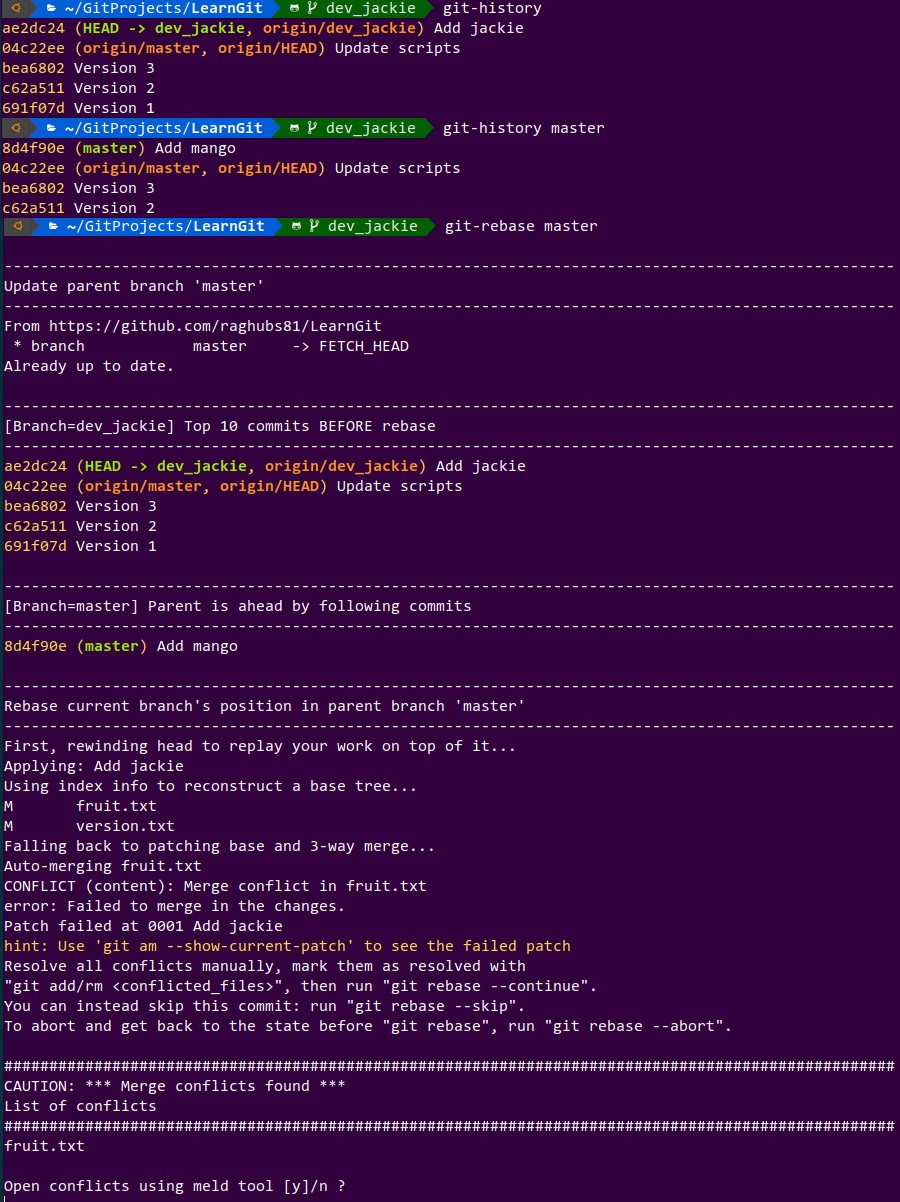 ~/GitProjects/LearnGit dev_jackie git-history
ae2dc24 (HEAD -> dev_jackie, origin/dev_jackie) Add jackie
04c22ee (origin/master, origin/HEAD) Update scripts
bea6802 Version 3
c62a511 Version 2
691f07d Version 1
~/GitProjects/LearnGit dev_jackie git-history master
8d4f90e (master) Add mango
04c22ee (origin/master, origin/HEAD) Update scripts
bea6802 Version 3
c62a511 Version 2
~/GitProjects/LearnGit dev_jackie git-rebase master
---------------------------------------------------------------------------------------------------
Update parent branch 'master'
---------------------------------------------------------------------------------------------------
From https://github.com/raghubs81/LearnGit
 * branch            master     -> FETCH_HEAD
Already up to date.
---------------------------------------------------------------------------------------------------
[Branch=dev_jackie] Top 10 commits BEFORE rebase
---------------------------------------------------------------------------------------------------
ae2dc24 (HEAD -> dev_jackie, origin/dev_jackie) Add jackie
04c22ee (origin/master, origin/HEAD) Update scripts
bea6802 Version 3
c62a511 Version 2
691f07d Version 1
---------------------------------------------------------------------------------------------------
[Branch=master] Parent is ahead by following commits
---------------------------------------------------------------------------------------------------
8d4f90e (master) Add mango
---------------------------------------------------------------------------------------------------
Rebase current branch's position in parent branch 'master'
---------------------------------------------------------------------------------------------------
First, rewinding head to replay your work on top of it...
Applying: Add jackie
Using index info to reconstruct a base tree...
M       fruit.txt
M       version.txt
Falling back to patching base and 3-way merge...
Auto-merging fruit.txt
CONFLICT (content): Merge conflict in fruit.txt
error: Failed to merge in the changes.
Patch failed at 0001 Add jackie
hint: Use 'git am --show-current-patch' to see the failed patch
Resolve all conflicts manually, mark them as resolved with
"git add/rm <conflicted_files>", then run "git rebase --continue".
You can instead skip this commit: run "git rebase --skip".
To abort and get back to the state before "git rebase", run "git rebase --abort".
###################################################################################################
CAUTION: *** Merge conflicts found ***
List of conflicts
###################################################################################################
fruit.txt
Open conflicts using meld tool [y]/n ?